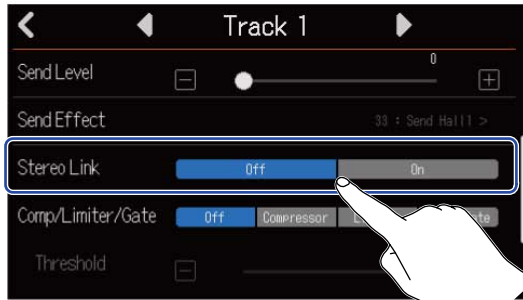 Track 1
Send Level 0
Send Effect 33 : Send Hall1 >
Stereo Link Off On
Comp/Limiter/Gate Off Compressor
Threshold